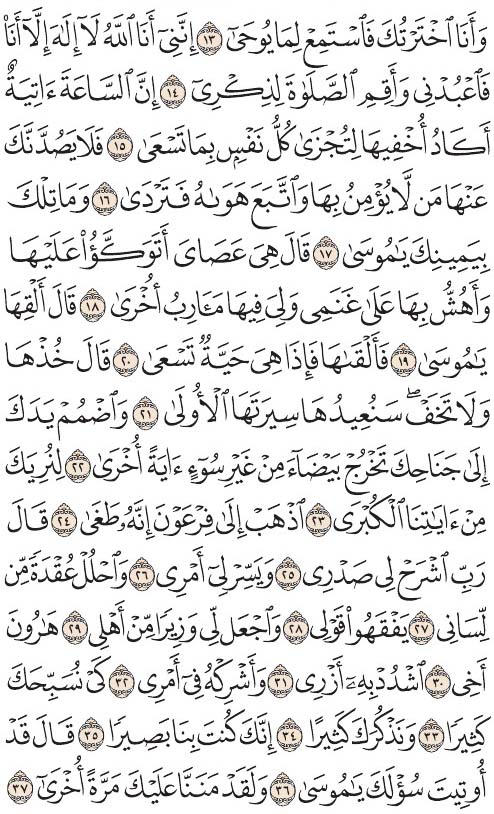 وَأَنَا ٱخۡتَرۡتُكَ فَٱسۡتَمِعۡ لِمَا يُوحَىٰٓ ١٣ إِنَّنِيٓ أَنَا ٱللَّهُ لَآ إِلَٰهَ إِلَّآ أَنَا۠
فَٱعۡبُدۡنِي وَأَقِمِ ٱلصَّلَوٰةَ لِذِكۡرِيٓ ١٤ إِنَّ ٱلسَّاعَةَ ءَاتِيَةٌ
أَكَادُ أُخۡفِيهَا لِتُجۡزَىٰ كُلُّ نَفۡسِۭ بِمَا تَسۡعَىٰ ١٥ فَلَا يَصُدَّنَّكَ
عَنۡهَا مَن لَّا يُؤۡمِنُ بِهَا وَٱتَّبَعَ هَوَىٰهُ فَتَرۡدَىٰ ١٦ وَمَا تِلۡكَ
بِيَمِينِكَ يَٰمُوسَىٰ ١٧ قَالَ هِيَ عَصَايَ أَتَوَكَّؤُاْ عَلَيۡهَا
وَأَهُشُّ بِهَا عَلَىٰ غَنَمِي وَلِيَ فِيهَا مَـَٔارِبُ أُخۡرَىٰ ١٨ قَالَ أَلۡقِهَا
يَٰمُوسَىٰ ١٩ فَأَلۡقَىٰهَا فَإِذَا هِيَ حَيَّةٞ تَسۡعَىٰ ٢٠ قَالَ خُذۡهَا
وَلَا تَخَفۡۖ سَنُعِيدُهَا سِيرَتَهَا ٱلۡأُولَىٰ ٢١ وَٱضۡمُمۡ يَدَكَ
إِلَىٰ جَنَاحِكَ تَخۡرُجۡ بَيۡضَآءَ مِنۡ غَيۡرِ سُوٓءٍ ءَايَةً أُخۡرَىٰ ٢٢ لِنُرِيَكَ
مِنۡ ءَايَٰتِنَا ٱلۡكُبۡرَى ٢٣ ٱذۡهَبۡ إِلَىٰ فِرۡعَوۡنَ إِنَّهُۥ طَغَىٰ ٢٤ قَالَ
رَبِّ ٱشۡرَحۡ لِي صَدۡرِي ٢٥ وَيَسِّرۡ لِيٓ أَمۡرِي ٢٦ وَٱحۡلُلۡ عُقۡدَةٗ مِّن
لِّسَانِي ٢٧ يَفۡقَهُواْ قَوۡلِي ٢٨ وَٱجۡعَل لِّي وَزِيرٗا مِّنۡ أَهۡلِي ٢٩ هَٰرُونَ
أَخِي ٣٠ ٱشۡدُدۡ بِهِۦٓ أَزۡرِي ٣١ وَأَشۡرِكۡهُ فِيٓ أَمۡرِي ٣٢ كَيۡ نُسَبِّحَكَ
كَثِيرٗا ٣٣ وَنَذۡكُرَكَ كَثِيرًا ٣٤ إِنَّكَ كُنتَ بِنَا بَصِيرٗا ٣٥ قَالَ قَدۡ
أُوتِيتَ سُؤۡلَكَ يَٰمُوسَىٰ ٣٦ وَلَقَدۡ مَنَنَّا عَلَيۡكَ مَرَّةً أُخۡرَىٰٓ ٣٧